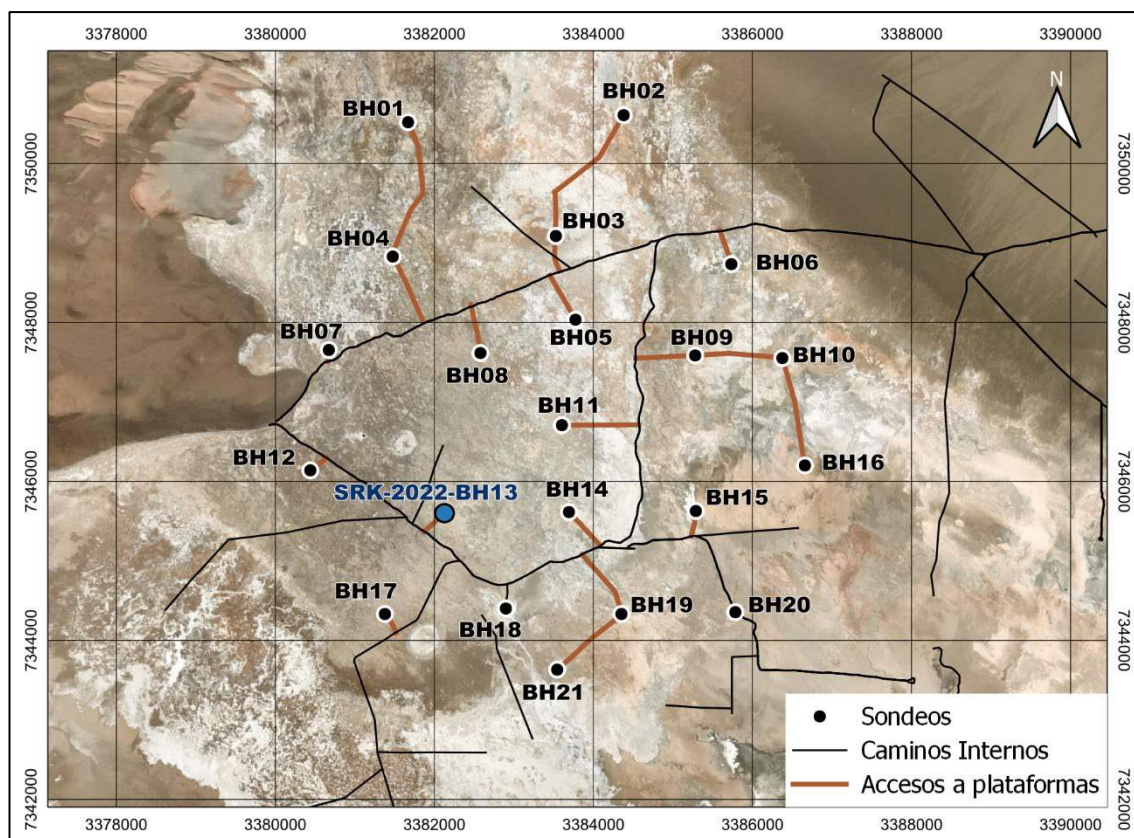 3378000 3380000 3382000 3384000 3386000 3388000 3390000
N
BH01
BH02
7350000
7350000
BH03
BH04
BH06
7348000
7348000
BH07
BH05
BH09
BH10
BH08
BH11
BH12
BH16
7346000
7346000
SRK-2022-BH13
BH14
BH15
BH17
BH19
BH20
BH18
7344000
7344000
BH21
Sondeos
Caminos Internos
Accesos a plataformas
7342000
7342000
3378000 3380000 3382000 3384000 3386000 3388000 3390000